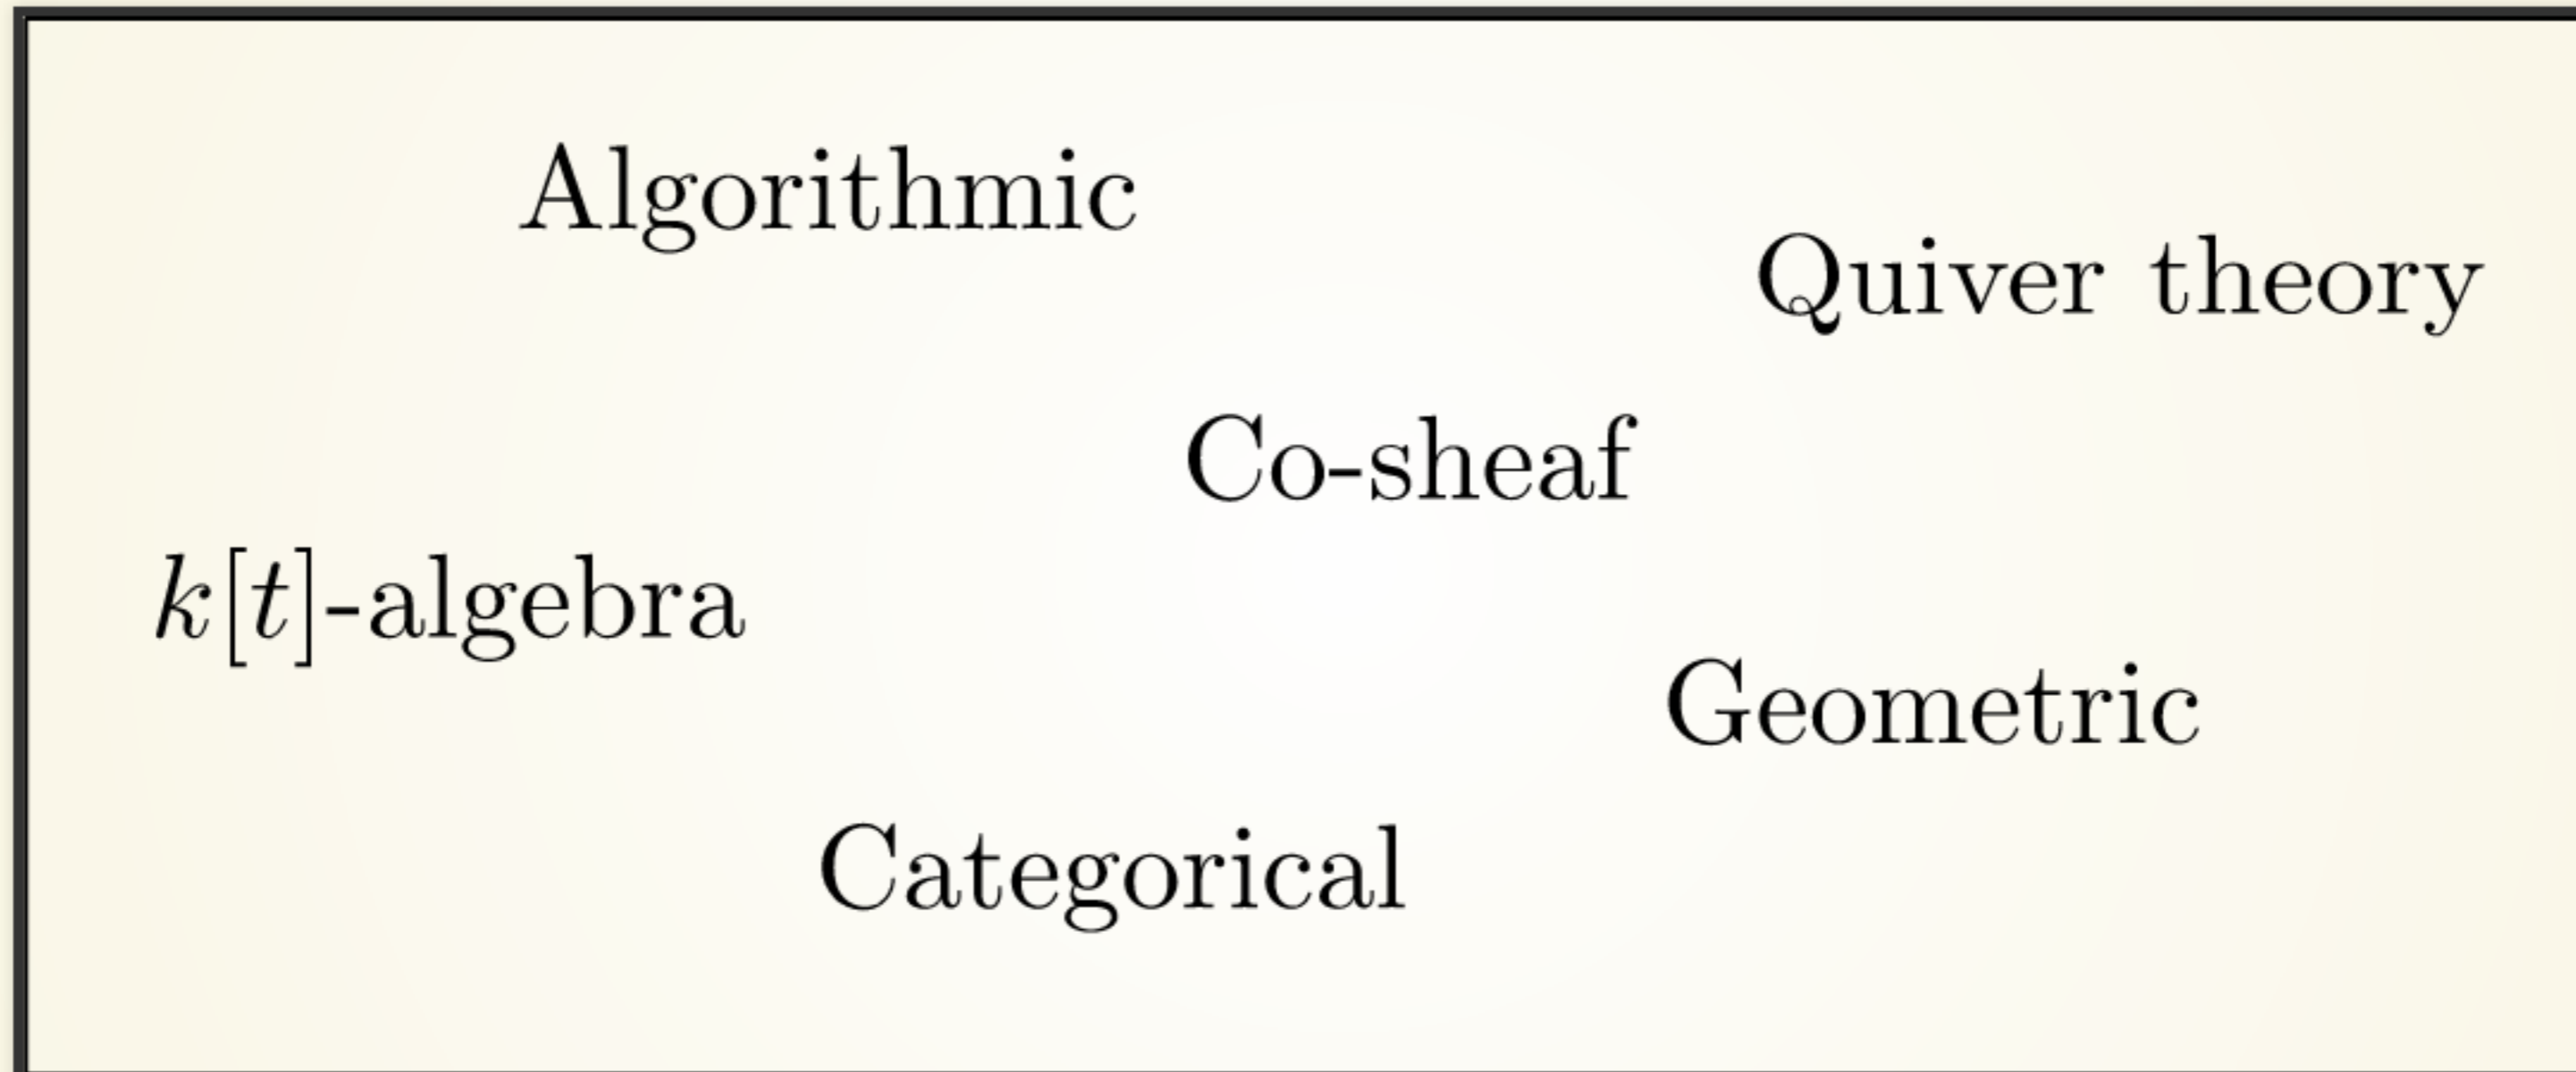 Algorithmic
Quiver theory
Co-sheaf
k[t]-algebra
Geometric
Categorical